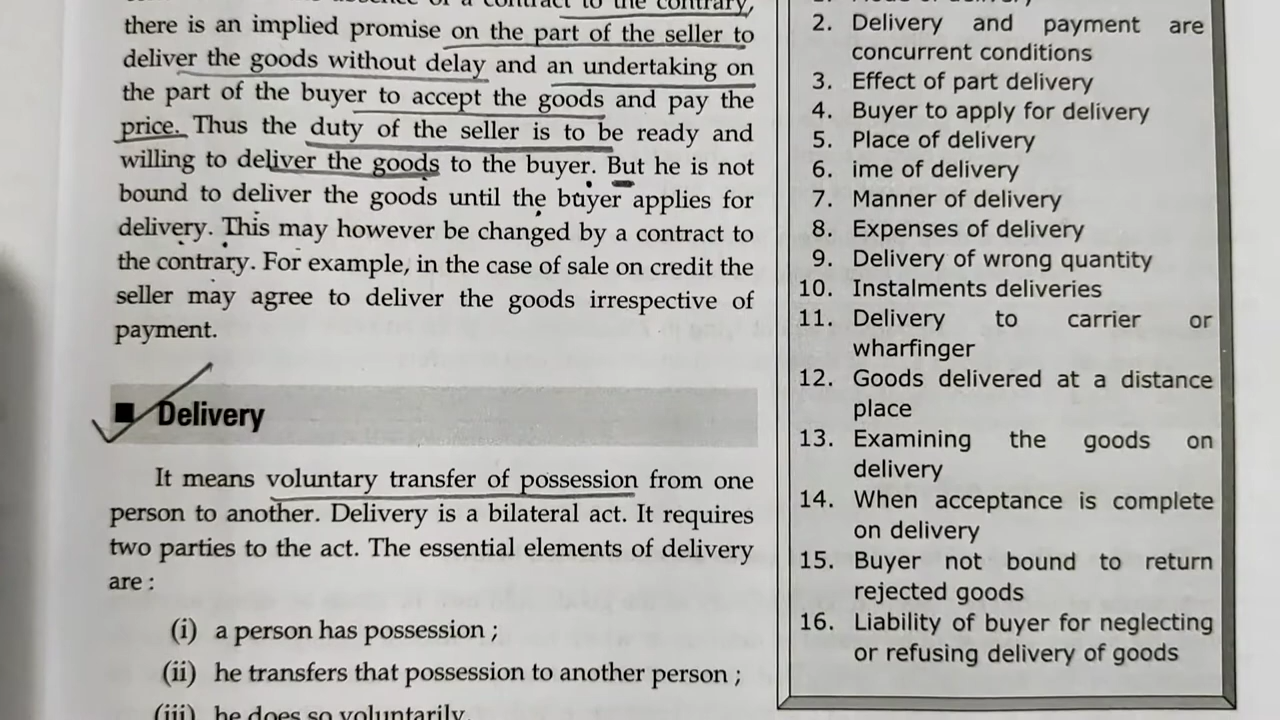 to the contrary,
there is an implied promise on the part of the seller to
deliver the goods without delay and an undertaking on
the part of the buyer to accept the goods and pay the
price. Thus the duty of the seller is to be ready and
willing to deliver the goods to the buyer. But he is not
bound to deliver the goods until the buyer applies for
delivery. This may however be changed by a contract to
the contrary. For example, in the case of sale on credit the
seller may agree to deliver the goods irrespective of
payment.
■ Delivery
It means voluntary transfer of possession from one
person to another. Delivery is a bilateral act. It requires
two parties to the act. The essential elements of delivery
are :
(i) a person has possession ;
(ii) he transfers that possession to another person ;
(iii) he does so voluntarily.
2. Delivery and payment are
concurrent conditions
3. Effect of part delivery
4. Buyer to apply for delivery
5. Place of delivery
6. ime of delivery
7. Manner of delivery
8. Expenses of delivery
9. Delivery of wrong quantity
10. Instalments deliveries
11. Delivery to carrier or
wharfinger
12. Goods delivered at a distance
place
13. Examining the goods on
delivery
14. When acceptance is complete
on delivery
15. Buyer not bound to return
rejected goods
16. Liability of buyer for neglecting
or refusing delivery of goods